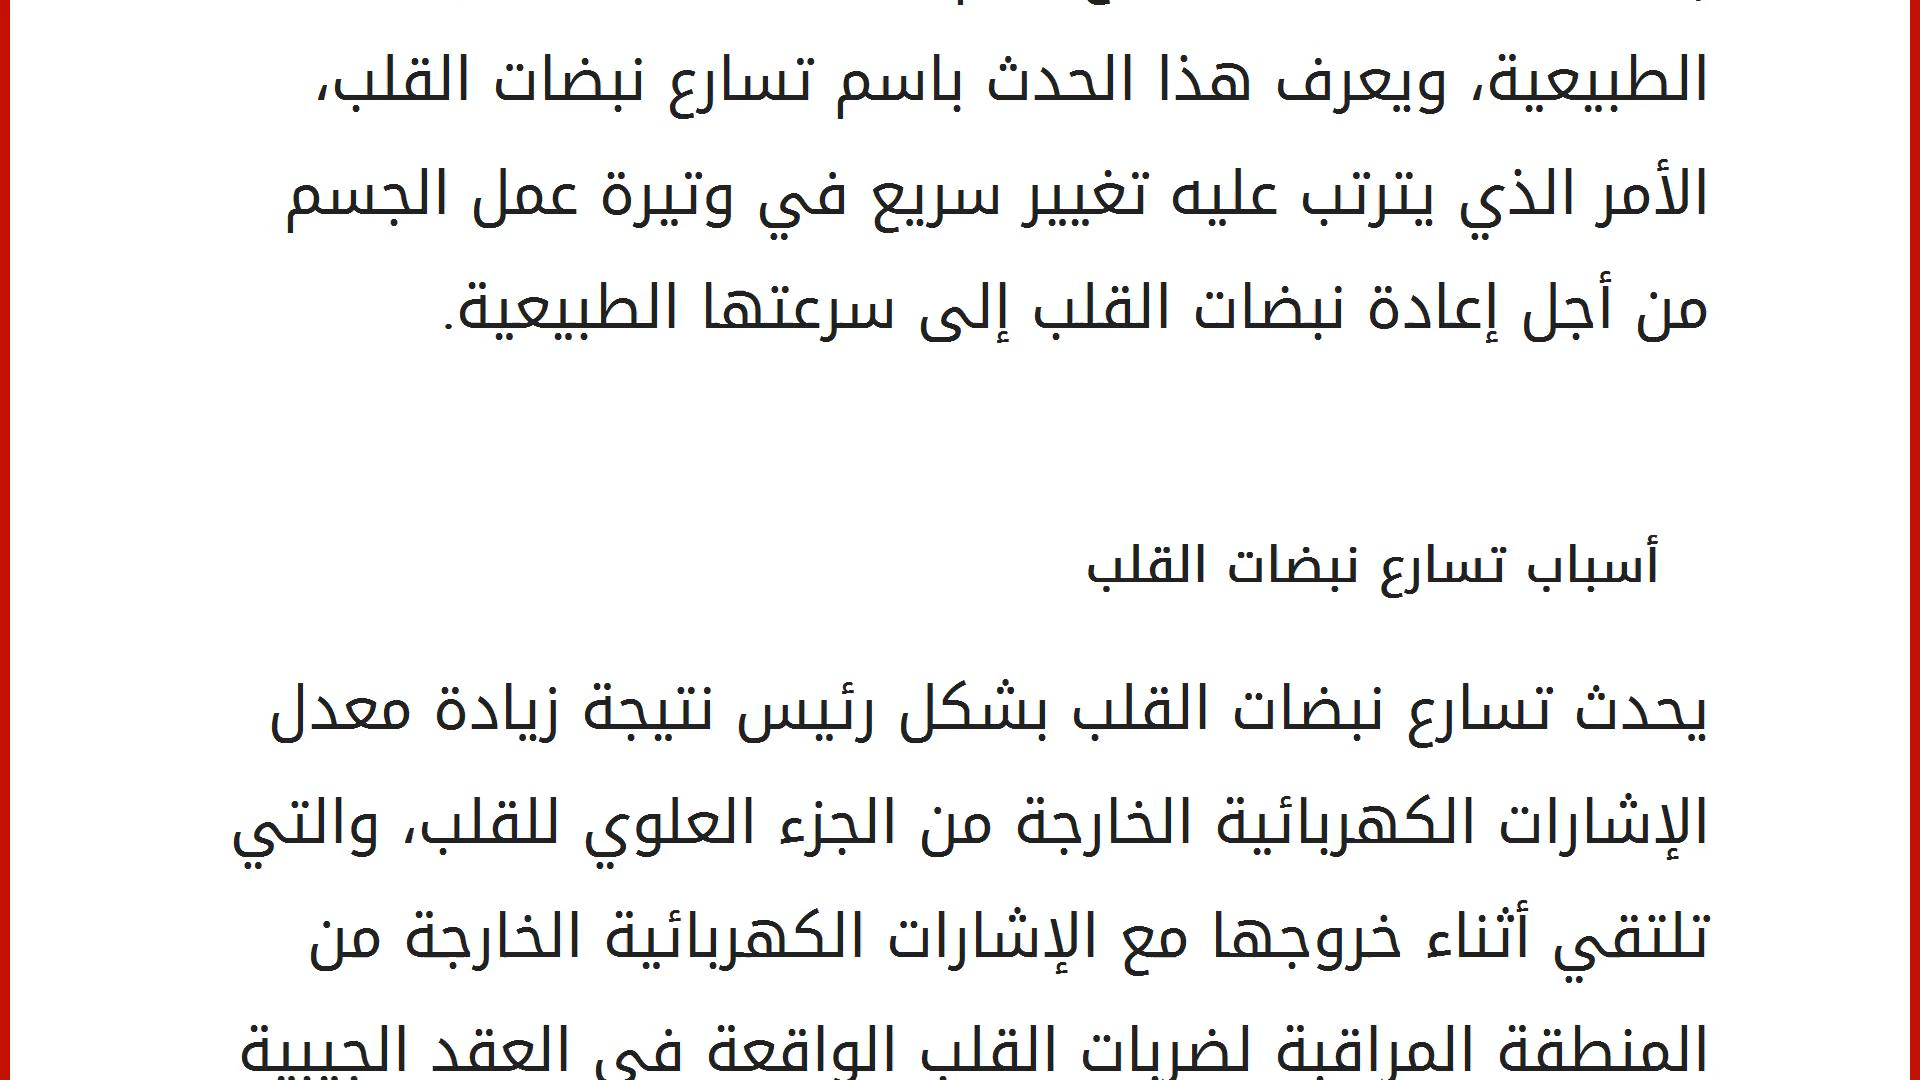 الطبيعية، ويعرف هذا الحدث باسم تسارع نبضات القلب،
الأمر الذي يترتب عليه تغيير سريع في وتيرة عمل الجسم
من أجل إعادة نبضات القلب إلى سرعتها الطبيعية.
أسباب تسارع نبضات القلب
يحدث تسارع نبضات القلب بشكل رئيس نتيجة زيادة معدل
الإشارات الكهربائية الخارجة من الجزء العلوي للقلب، والتي
تلتقي أثناء خروجها مع الإشارات الكهربائية الخارجة من
المنطقة المراقبة لضربات القلب الواقعة في العقد الجيبية